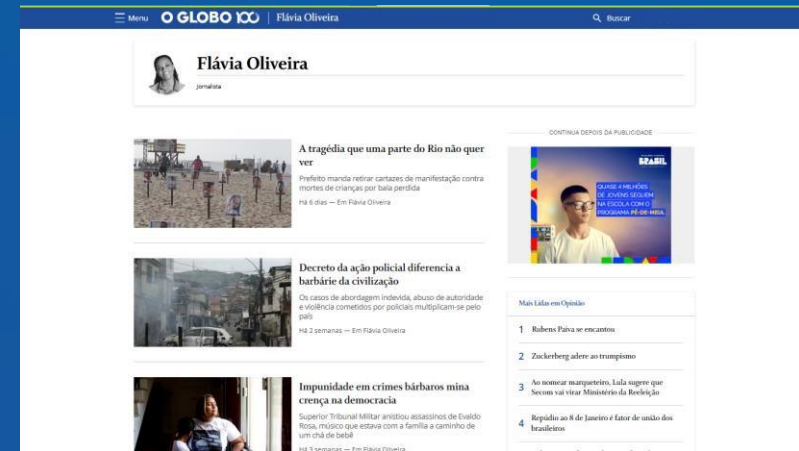 Menu
O GLOBO 100
Flávia Oliveira
Buscar
Flávia Oliveira
Jornalista
A tragédia que uma parte do Rio não quer
ver
Prefeito manda retirar cartazes de manifestação contra
mortes de crianças por bala perdida
Há 6 dias — Em Flávia Oliveira
Decreto da ação policial diferencia a
barbárie da civilização
Os casos de abordagem indevida, abuso de autoridade
e violência cometidos por policiais multiplicam-se pelo
país
Há 2 semanas — Em Flávia Oliveira
Impunidade em crimes bárbaros mina
crença na democracia
Superior Tribunal Militar anistiou assassinos de Evaldo
Rosa, músico que estava com a família a caminho de
um chá de bebê
Há 3 semanas — Em Flávia Oliveira
CONTINUA DEPOIS DA PUBLICIDADE
BRASIL
QUASE 4 MILHÕES
DE JOVENS SEGUEM
NA ESCOLA COM O
PROGRAMA PÉ-DE-MEIA.
Mais Lidas em Opinião
1 Rubens Paiva se encantou
2 Zuckerberg adere ao trumpismo
3 Ao nomear marqueteiro, Lula sugere que
Secom vai virar Ministério da Reeleição
4 Repúdio ao 8 de Janeiro é fator de união dos
brasileiros